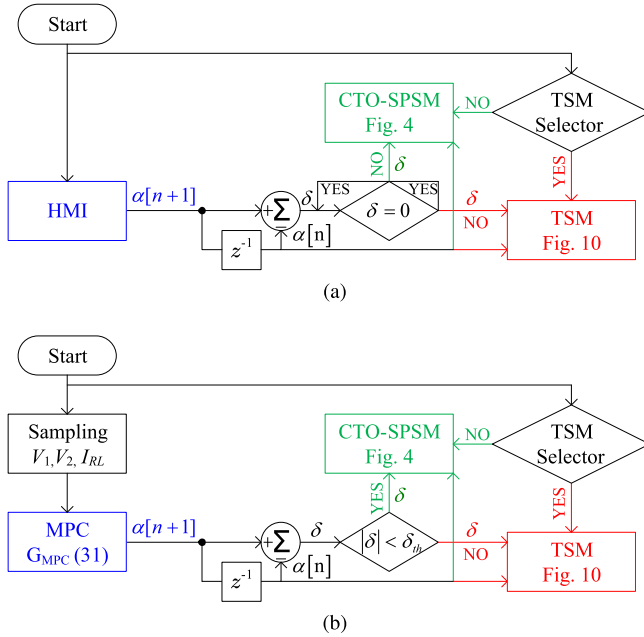 Start
CTO-SPSM
Fig. 4
NO
TSM
Selector
YES
NO
δ
HMI
α[n+1]
+
Σ
−
δ
YES
YES
δ = 0
δ
NO
TSM
Fig. 10
α[n]
z⁻¹
(a)
Start
Sampling
V₁,V₂, I_RL
CTO-SPSM
Fig. 4
NO
TSM
Selector
YES
YES
δ
MPC
G_MPC (31)
α[n+1]
+
Σ
−
δ
|δ| < δ_th
δ
NO
TSM
Fig. 10
α[n]
z⁻¹
(b)